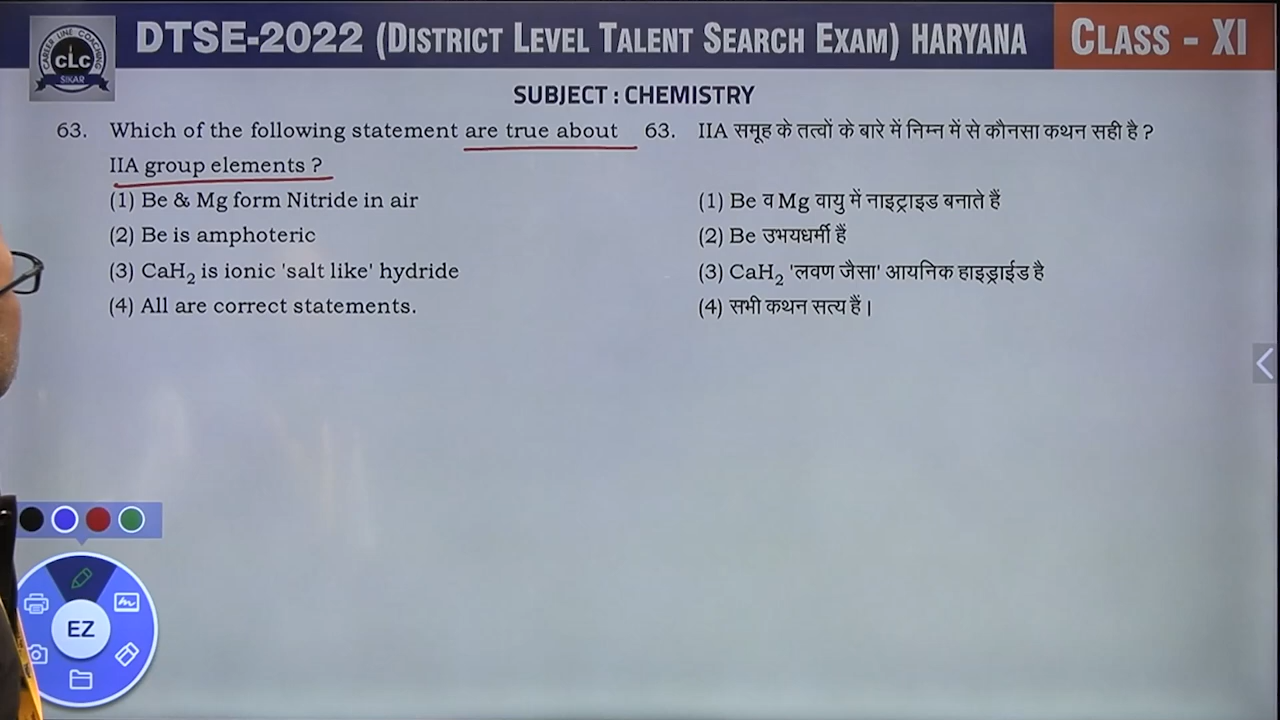 CAREER LINE COACHING
CLC
SIKAR
DTSE-2022 (DISTRICT LEVEL TALENT SEARCH EXAM) HARYANA
CLASS - XI
SUBJECT : CHEMISTRY
63. Which of the following statement are true about
IIA group elements ?
(1) Be & Mg form Nitride in air
(2) Be is amphoteric
(3) CaH₂ is ionic 'salt like' hydride
(4) All are correct statements.
63. IIA समूह के तत्वों के बारे में निम्न में से कौनसा कथन सही है ?
(1) Be व Mg वायु में नाइट्राइड बनाते हैं
(2) Be उभयधर्मी हैं
(3) CaH₂ 'लवण जैसा' आयनिक हाइड्राईड है
(4) सभी कथन सत्य हैं।
EZ